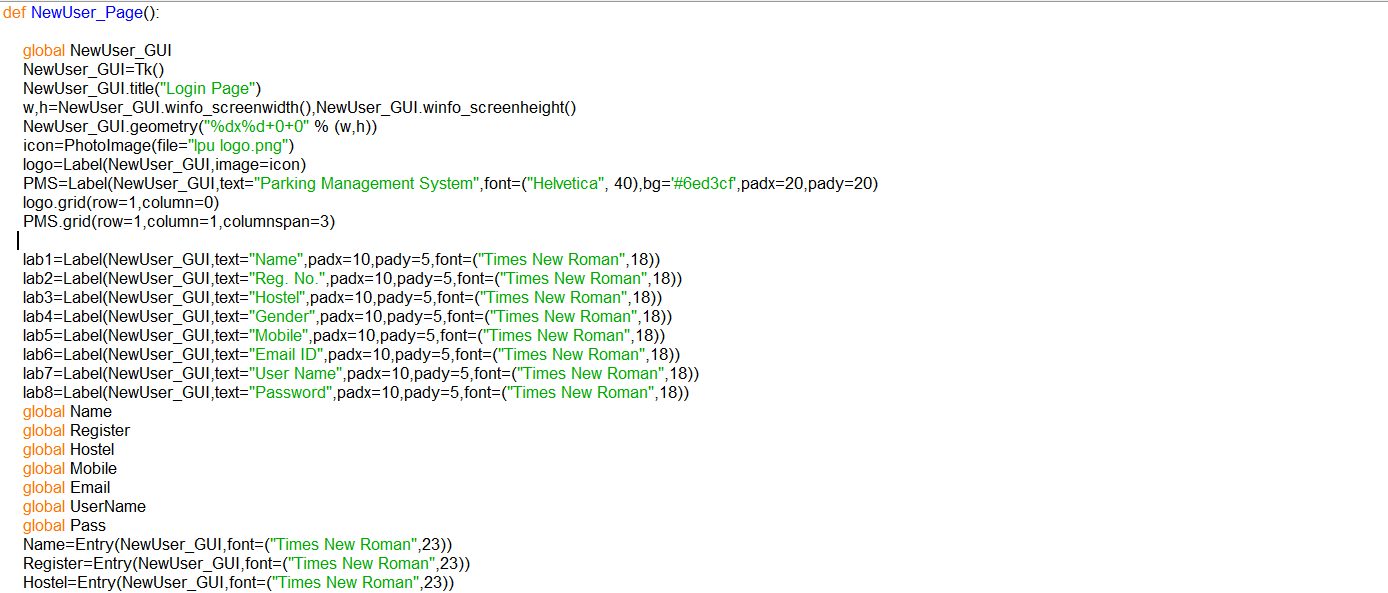 def NewUser_Page():
global NewUser_GUI
NewUser_GUI=Tk()
NewUser_GUI.title("Login Page")
w,h=NewUser_GUI.winfo_screenwidth(),NewUser_GUI.winfo_screenheight()
NewUser_GUI.geometry("%dx%d+0+0" % (w,h))
icon=PhotoImage(file="lpu logo.png")
logo=Label(NewUser_GUI,image=icon)
PMS=Label(NewUser_GUI,text="Parking Management System",font=("Helvetica", 40),bg='#6ed3cf',padx=20,pady=20)
logo.grid(row=1,column=0)
PMS.grid(row=1,column=1,columnspan=3)
lab1=Label(NewUser_GUI,text="Name",padx=10,pady=5,font=("Times New Roman",18))
lab2=Label(NewUser_GUI,text="Reg. No.",padx=10,pady=5,font=("Times New Roman",18))
lab3=Label(NewUser_GUI,text="Hostel",padx=10,pady=5,font=("Times New Roman",18))
lab4=Label(NewUser_GUI,text="Gender",padx=10,pady=5,font=("Times New Roman",18))
lab5=Label(NewUser_GUI,text="Mobile",padx=10,pady=5,font=("Times New Roman",18))
lab6=Label(NewUser_GUI,text="Email ID",padx=10,pady=5,font=("Times New Roman",18))
lab7=Label(NewUser_GUI,text="User Name",padx=10,pady=5,font=("Times New Roman",18))
lab8=Label(NewUser_GUI,text="Password",padx=10,pady=5,font=("Times New Roman",18))
global Name
global Register
global Hostel
global Mobile
global Email
global UserName
global Pass
Name=Entry(NewUser_GUI,font=("Times New Roman",23))
Register=Entry(NewUser_GUI,font=("Times New Roman",23))
Hostel=Entry(NewUser_GUI,font=("Times New Roman",23))